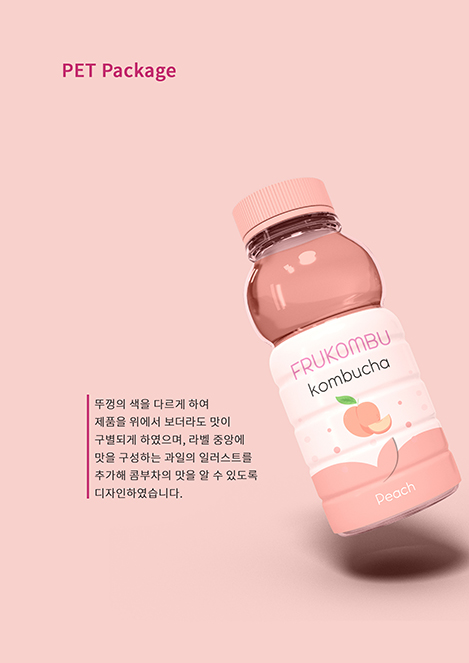 PET Package
FRUKOMBU
kombucha
Peach
뚜껑의 색을 다르게 하여
제품을 위에서 보더라도 맛이
구별되게 하였으며, 라벨 중앙에
맛을 구성하는 과일의 일러스트를
추가해 콤부차의 맛을 알 수 있도록
디자인하였습니다.